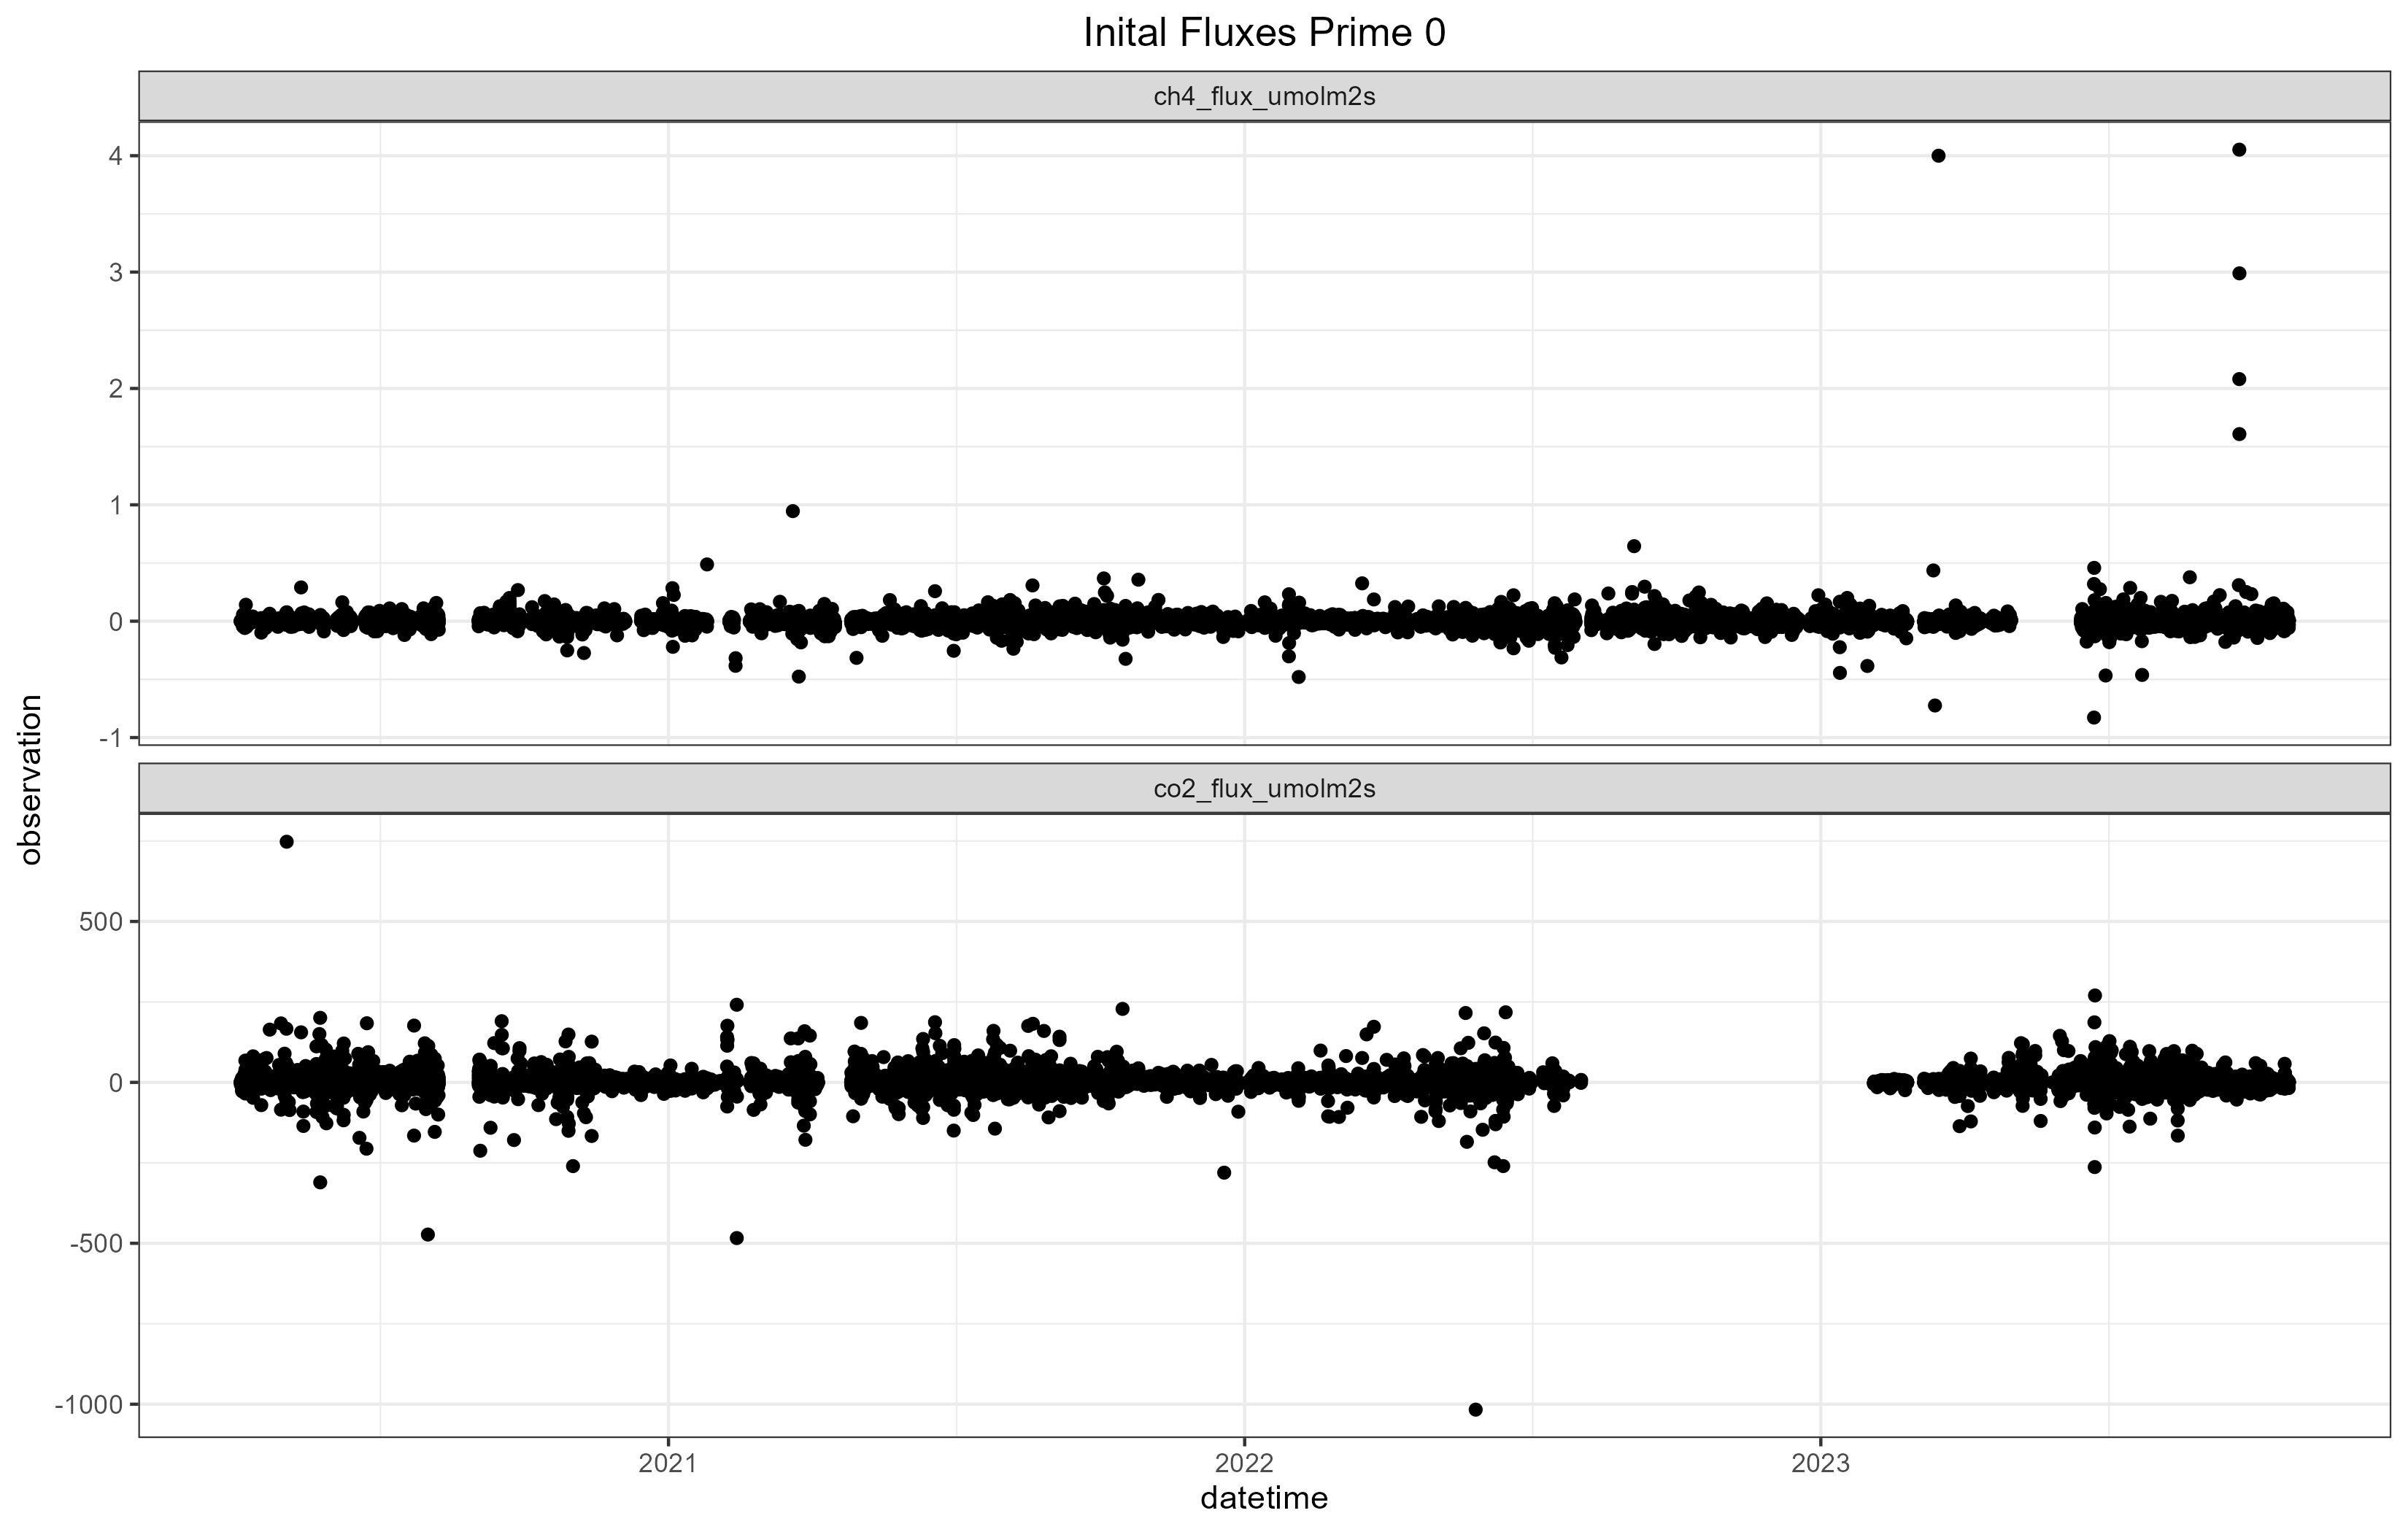 Inital Fluxes Prime 0
ch4_flux_umolm2s
4
3
2
1
0
-1
observation
co2_flux_umolm2s
500
0
-500
-1000
2021
2022
2023
datetime